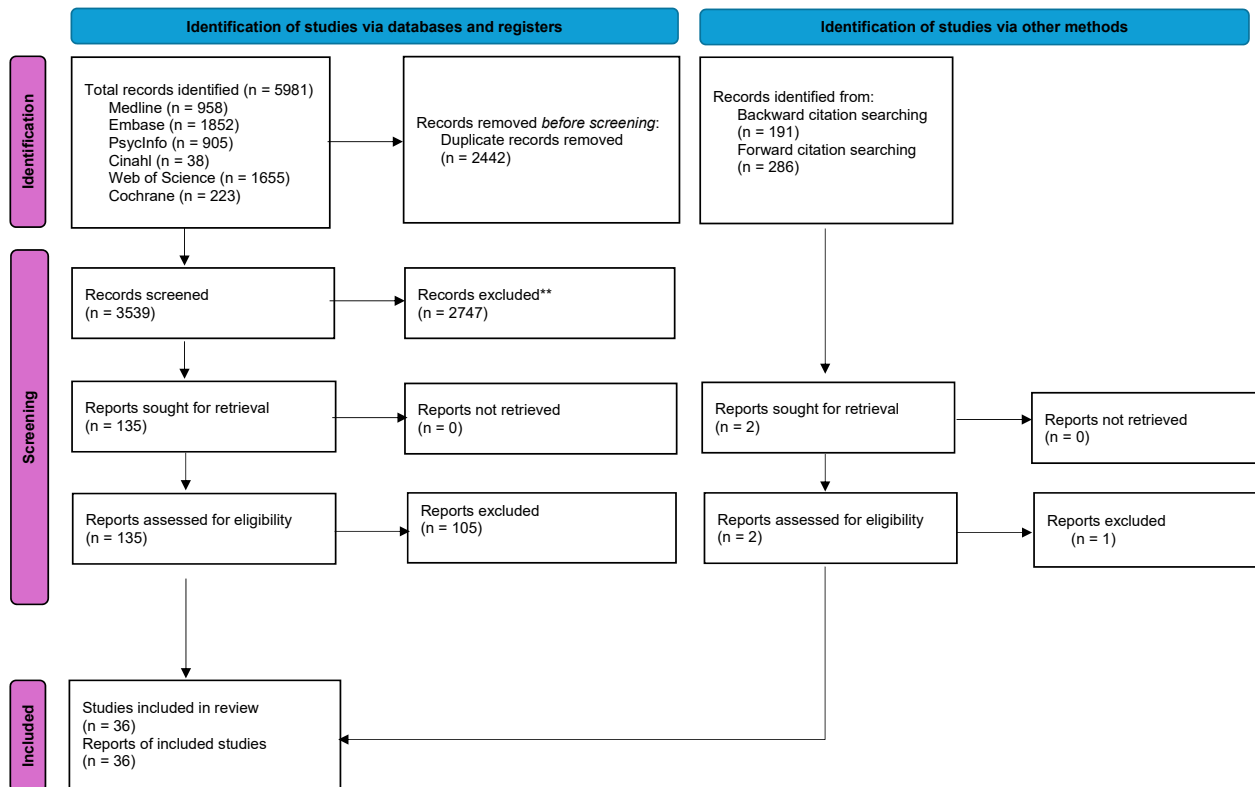 Identification of studies via databases and registers
Identification of studies via other methods
Identification
Total records identified (n = 5981)
Medline (n = 958)
Embase (n = 1852)
PsycInfo (n = 905)
Cinahl (n = 38)
Web of Science (n = 1655)
Cochrane (n = 223)
Records removed before screening:
Duplicate records removed
(n = 2442)
Records identified from:
Backward citation searching
(n = 191)
Forward citation searching
(n = 286)
Screening
Records screened
(n = 3539)
Records excluded**
(n = 2747)
Reports sought for retrieval
(n = 135)
Reports not retrieved
(n = 0)
Reports sought for retrieval
(n = 2)
Reports not retrieved
(n = 0)
Reports assessed for eligibility
(n = 135)
Reports excluded
(n = 105)
Reports assessed for eligibility
(n = 2)
Reports excluded
(n = 1)
Included
Studies included in review
(n = 36)
Reports of included studies
(n = 36)